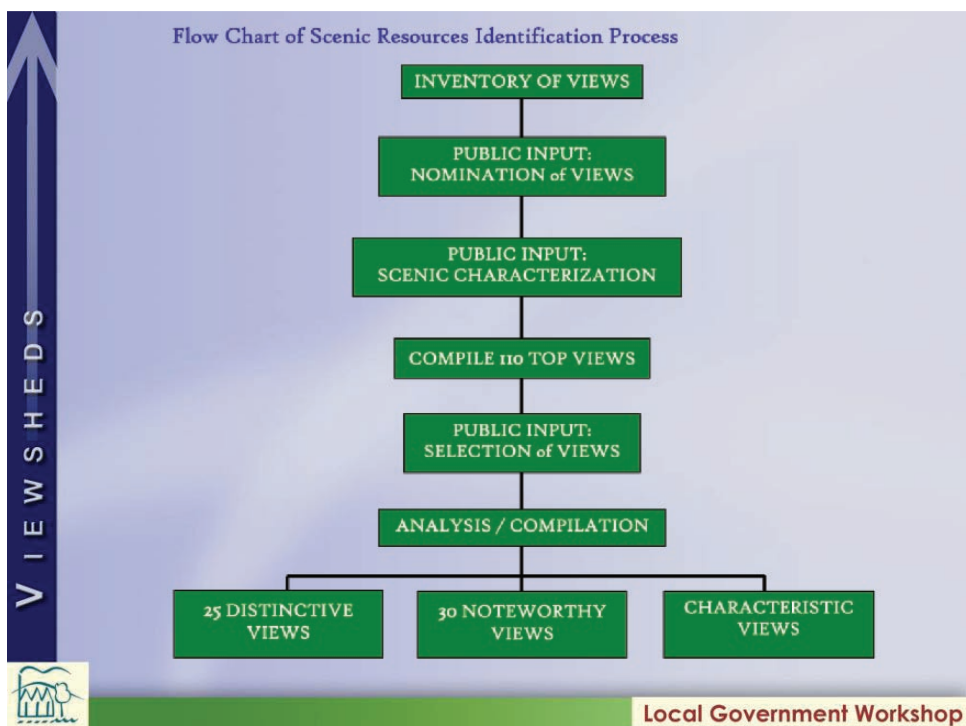 Flow Chart of Scenic Resources Identification Process
INVENTORY OF VIEWS
PUBLIC INPUT:
NOMINATION of VIEWS
PUBLIC INPUT:
SCENIC CHARACTERIZATION
COMPILE 110 TOP VIEWS
PUBLIC INPUT:
SELECTION of VIEWS
ANALYSIS / COMPILATION
25 DISTINCTIVE
VIEWS
30 NOTEWORTHY
VIEWS
CHARACTERISTIC
VIEWS
VIEWSHEDS
Local Government Workshop